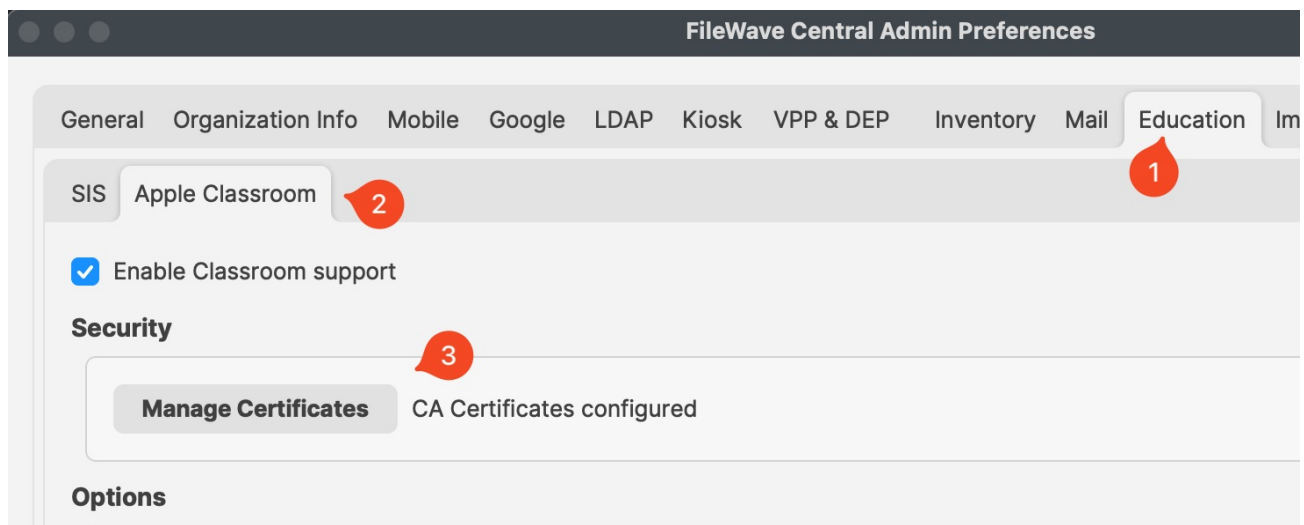 FileWave Central Admin Preferences
General Organization Info Mobile Google LDAP Kiosk VPP & DEP Inventory Mail Education
1
SIS Apple Classroom 2
Enable Classroom support
Security
3
Manage Certificates CA Certificates configured
Options